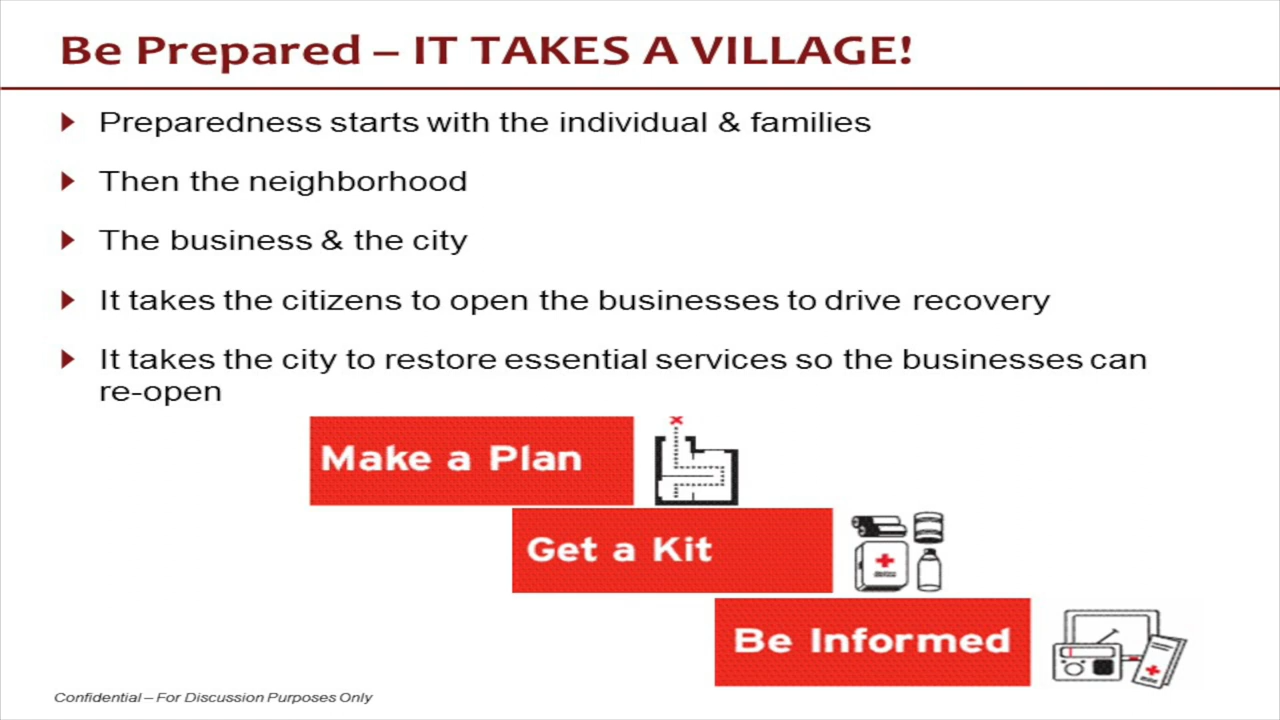 Be Prepared – IT TAKES A VILLAGE!
Preparedness starts with the individual & families
Then the neighborhood
The business & the city
It takes the citizens to open the businesses to drive recovery
It takes the city to restore essential services so the businesses can
re-open
Make a Plan
Get a Kit
Be Informed
Confidential – For Discussion Purposes Only